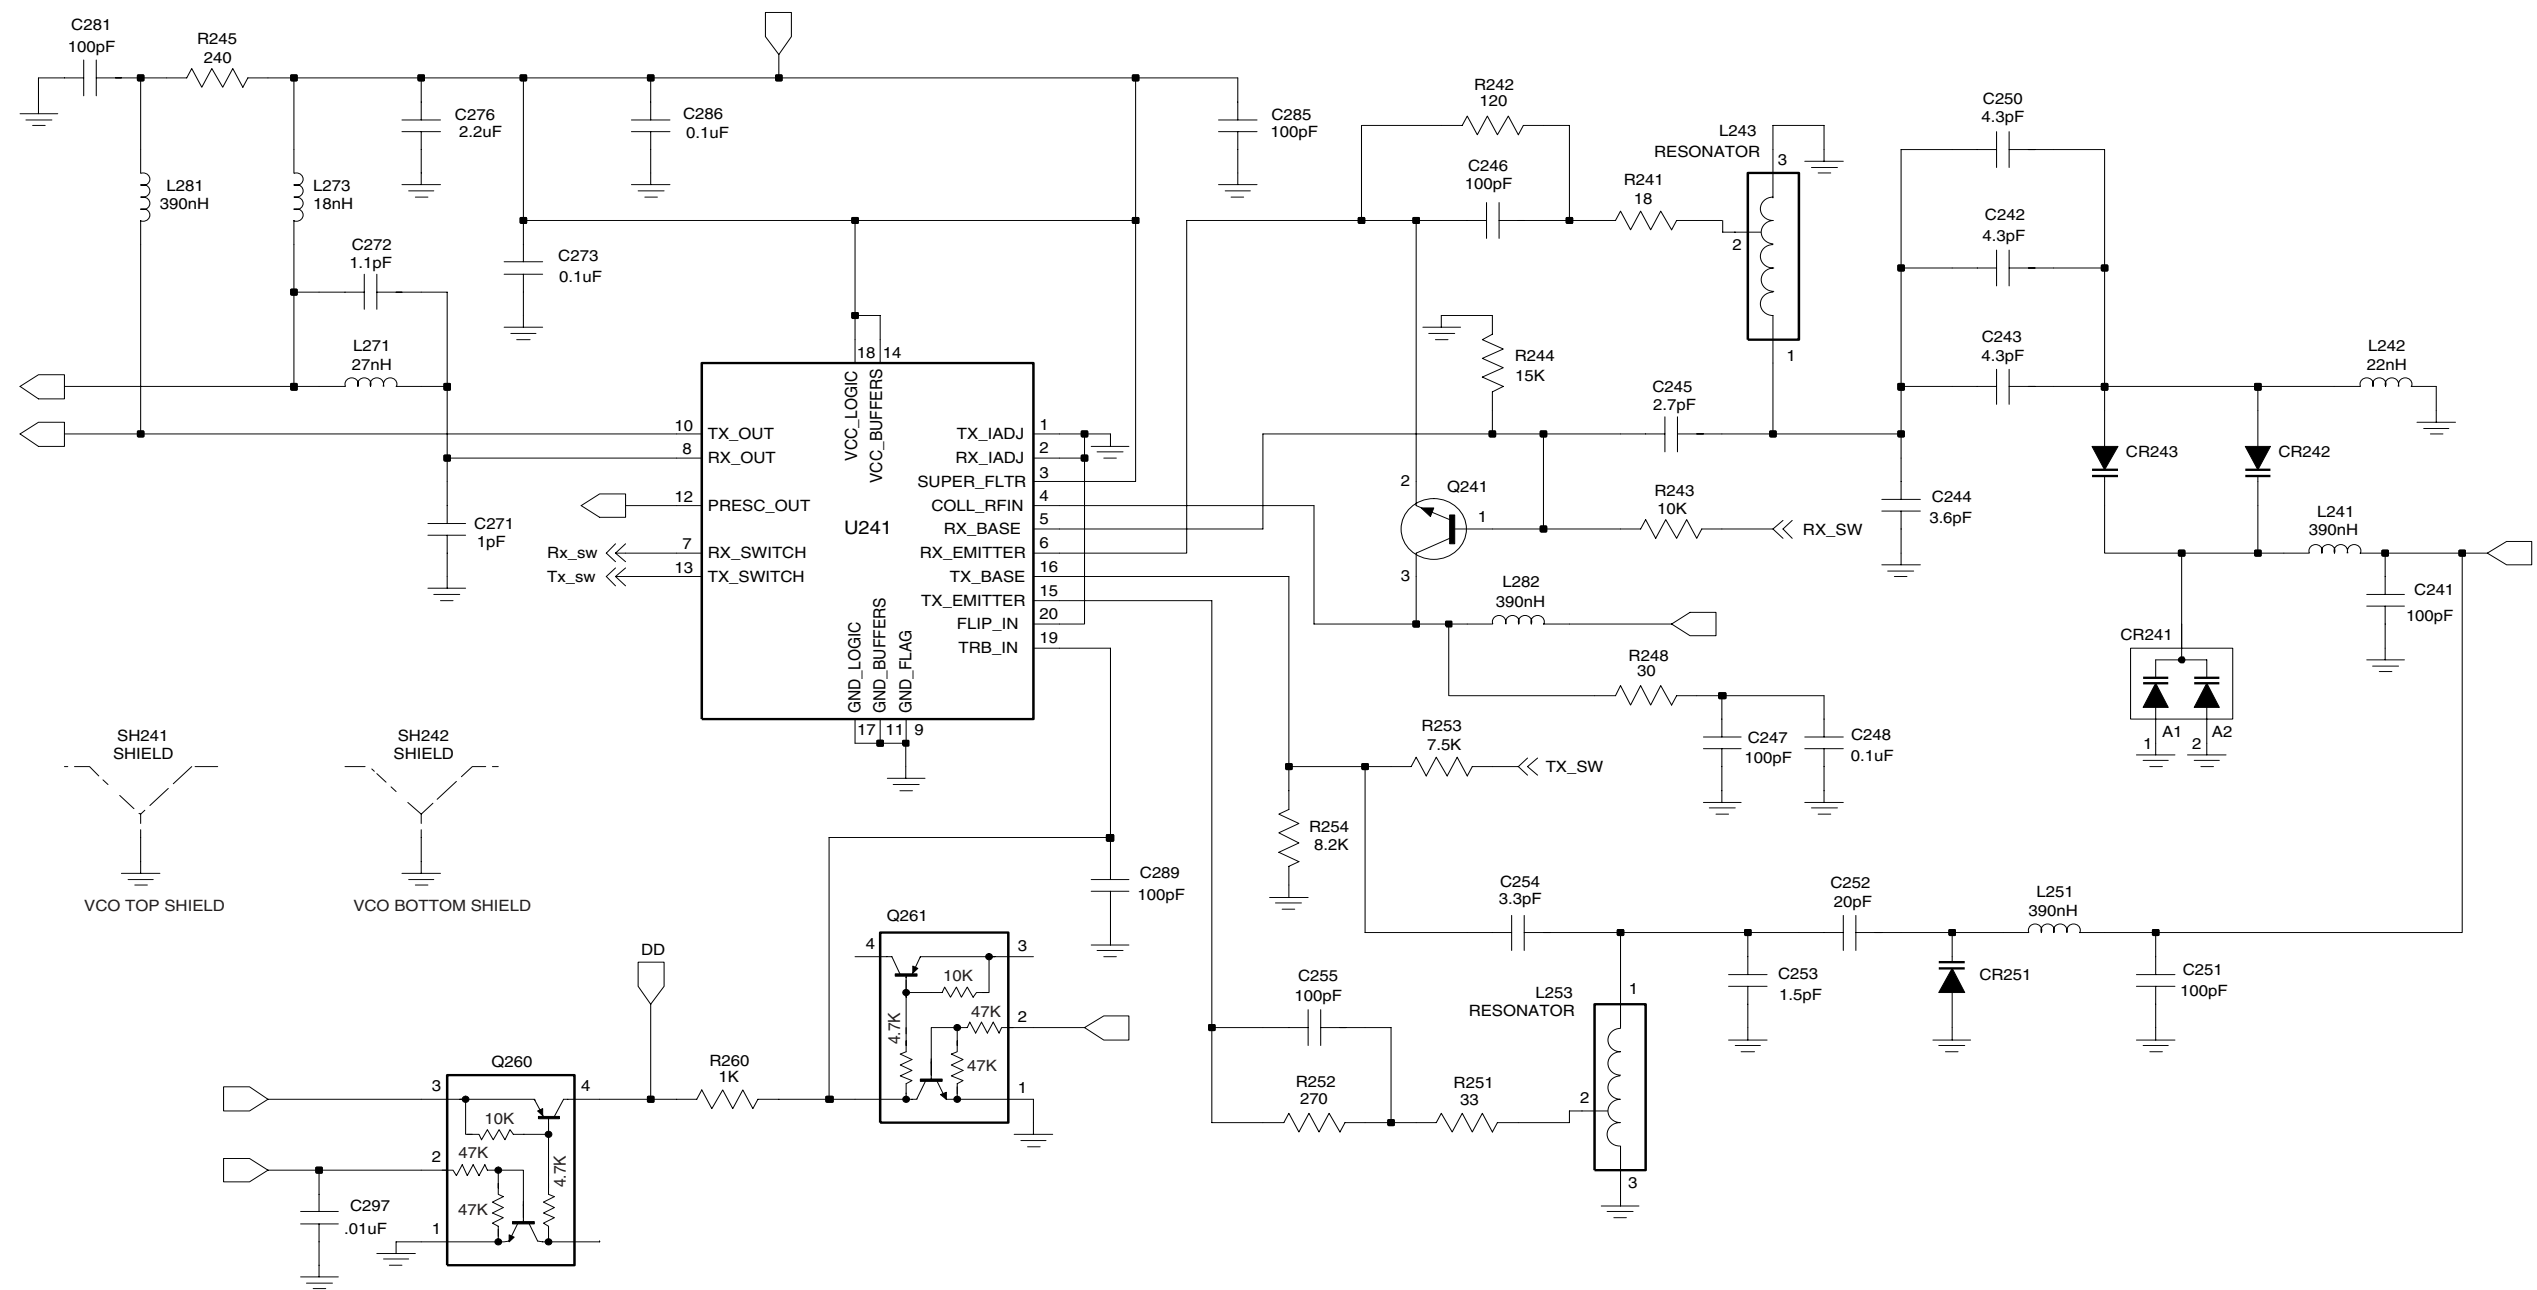 C281
100pF
R245
240
C276
2.2uF
C286
0.1uF
C285
100pF
L281
390nH
L273
18nH
C272
1.1pF
C273
0.1uF
L271
27nH
C271
1pF
R242
120
C246
100pF
R241
18
L243
RESONATOR
3
2
1
C250
4.3pF
C242
4.3pF
C243
4.3pF
L242
22nH
R244
15K
C245
2.7pF
CR243
CR242
C244
3.6pF
L241
390nH
C241
100pF
CR241
A1
A2
1
2
Q241
2
1
3
R243
10K
RX_SW
L282
390nH
R248
30
C247
100pF
C248
0.1uF
U241
18
14
VCC_LOGIC
VCC_BUFFERS
10
TX_OUT
8
RX_OUT
12
PRESC_OUT
7
RX_SWITCH
Rx_sw
13
TX_SWITCH
Tx_sw
TX_IADJ
1
RX_IADJ
2
SUPER_FLTR
3
COLL_RFIN
4
RX_BASE
5
RX_EMITTER
6
TX_BASE
16
TX_EMITTER
15
FLIP_IN
20
TRB_IN
19
GND_LOGIC
GND_BUFFERS
GND_FLAG
17
11
9
SH241
SHIELD
VCO TOP SHIELD
SH242
SHIELD
VCO BOTTOM SHIELD
R253
7.5K
TX_SW
R254
8.2K
C289
100pF
C254
3.3pF
C252
20pF
L251
390nH
C253
1.5pF
CR251
C251
100pF
C255
100pF
L253
RESONATOR
1
2
3
R252
270
R251
33
Q261
4
3
10K
4.7K
47K
2
47K
1
DD
R260
1K
Q260
3
4
10K
2
47K
4.7K
47K
1
C297
.01uF